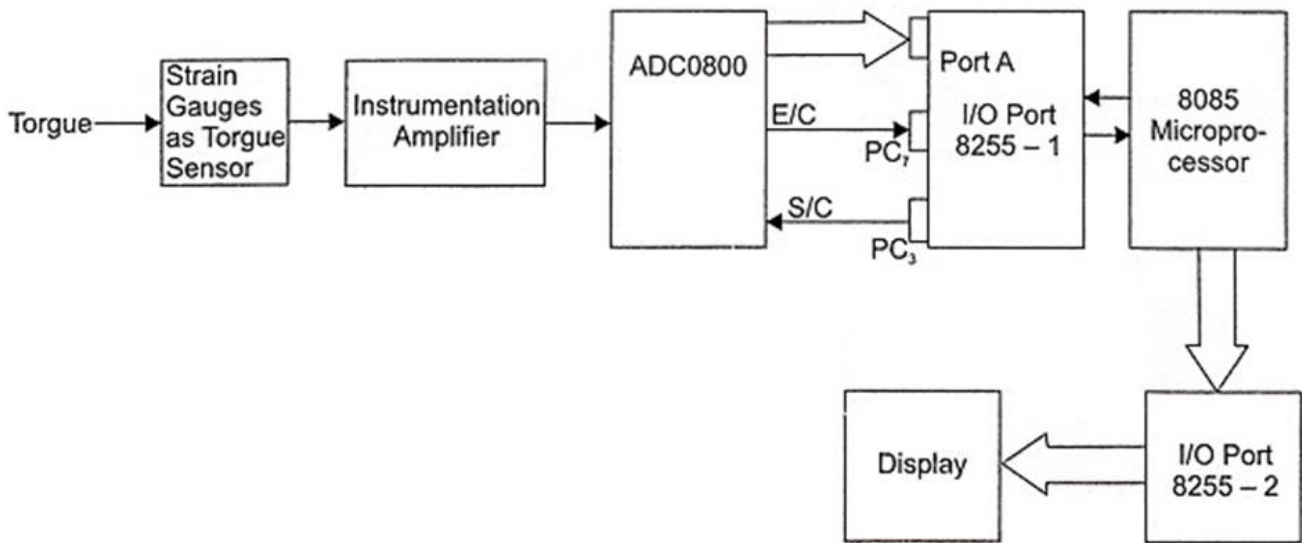 Torgue
Strain
Gauges
as Torgue
Sensor
Instrumentation
Amplifier
ADC0800
E/C
S/C
PC₇
PC₃
Port A
I/O Port
8255 – 1
8085
Micropro-
cessor
Display
I/O Port
8255 – 2